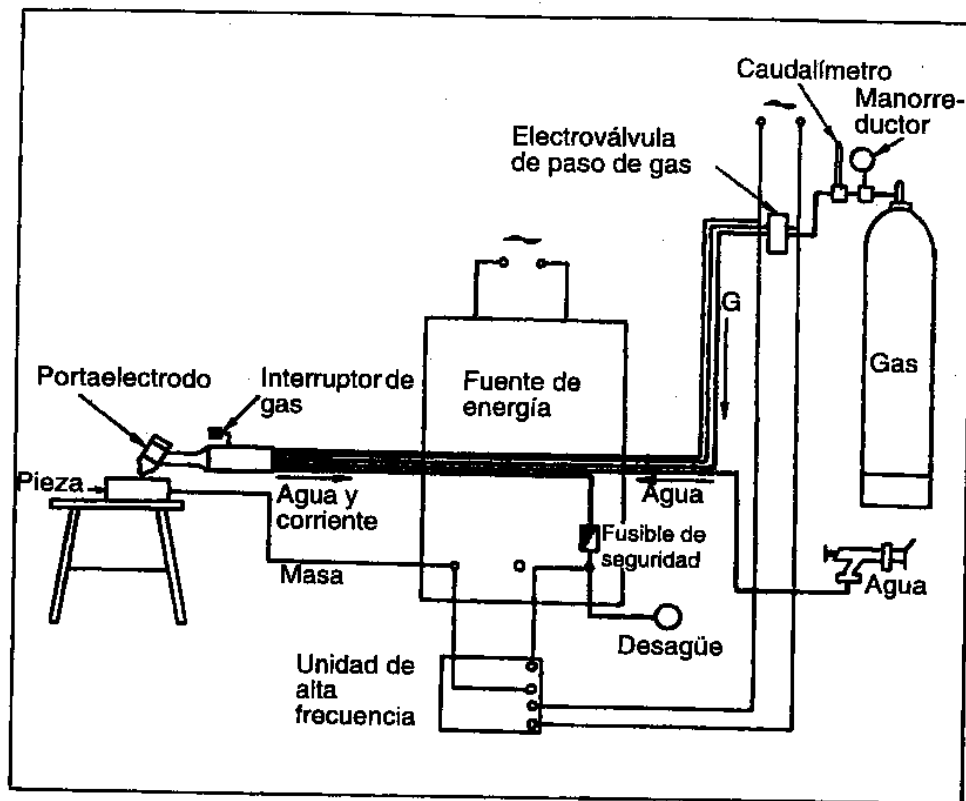 Caudalímetro
Manorre-
ductor
Electroválvula
de paso de gas
G
Gas
Portaelectrodo
Interruptor de
gas
Fuente de
energía
Pieza
Agua y
corriente
Agua
Fusible de
seguridad
Masa
Agua
Desagüe
Unidad de
alta
frecuencia